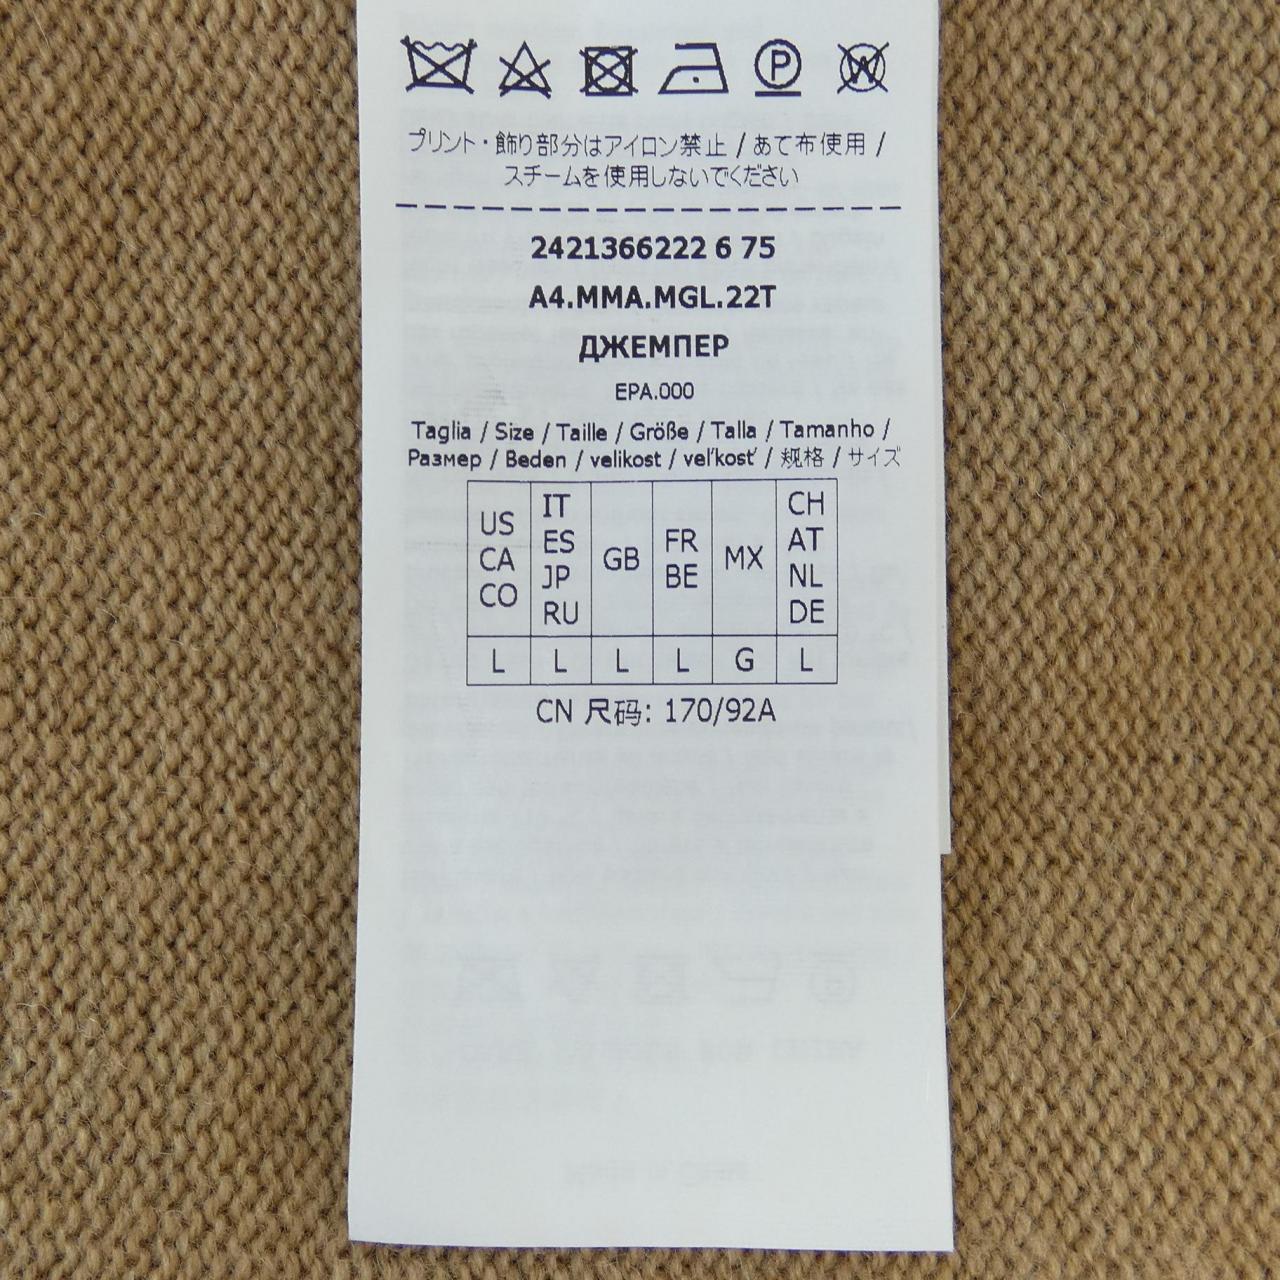 P W
プリント・飾り部分はアイロン禁止 / あて布使用 /
スチームを使用しないでください
2421366222 6 75
A4.MMA.MGL.22T
ДЖЕМПЕР
EPA.000
Taglia / Size / Taille / Größe / Talla / Tamanho /
Размер / Beden / velikost / veľkosť / 规格 / サイズ
US CA CO
IT ES JP RU
GB
FR BE
MX
CH AT NL DE
L L L L G L
CN 尺码: 170/92A